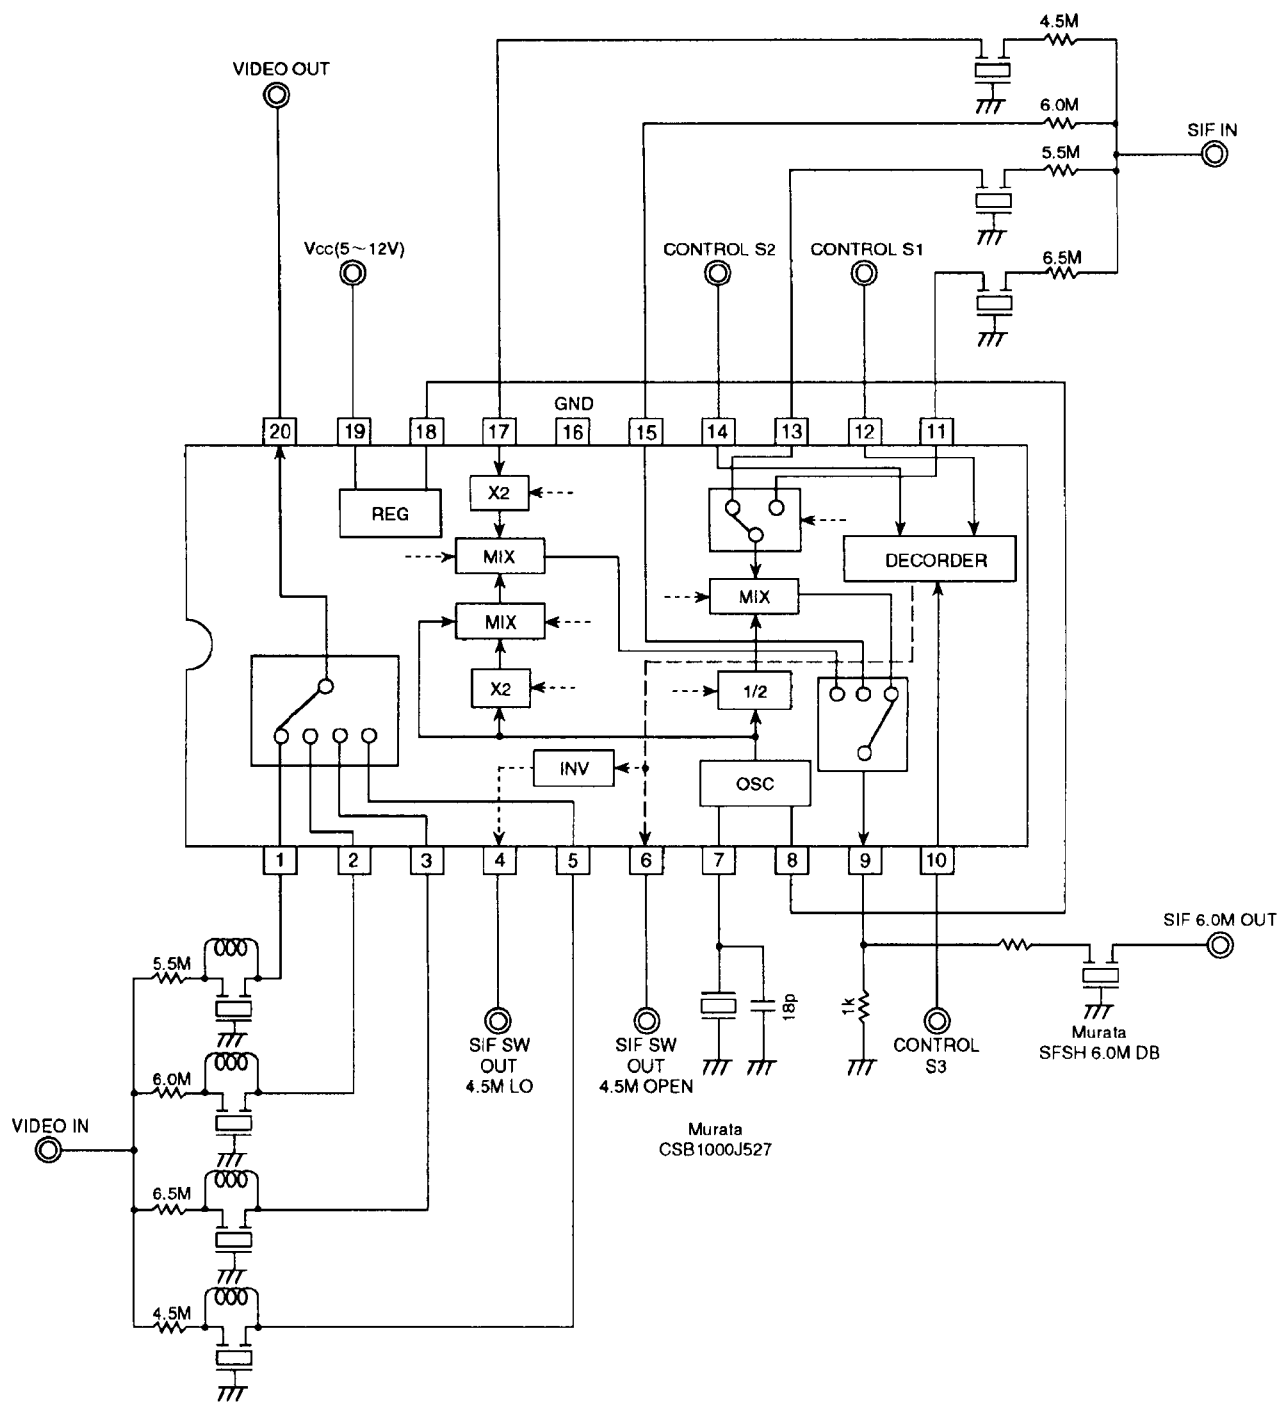 4.5M
VIDEO OUT
6.0M
SIF IN
5.5M
Vcc(5~12V)
CONTROL S2
CONTROL S1
6.5M
GND
20
19
18
17
16
15
14
13
12
11
X2
REG
MIX
DECORDER
MIX
MIX
X2
1/2
INV
OSC
1
2
3
4
5
6
7
8
9
10
SIF 6.0M OUT
5.5M
18p
1k
SIF SW
OUT
4.5M LO
SIF SW
OUT
4.5M OPEN
CONTROL
S3
Murata
SFSH 6.0M DB
6.0M
VIDEO IN
Murata
CSB1000J527
6.5M
4.5M